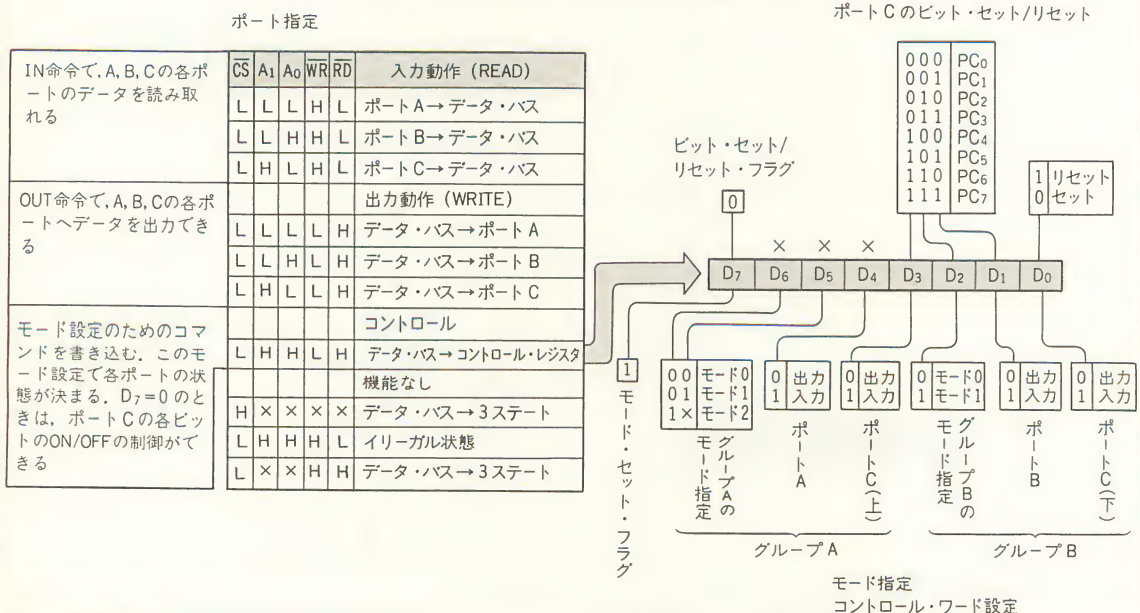 ポート指定
IN命令で,A,B,Cの各ポ
ートのデータを読み取
れる
OUT命令で,A,B,Cの各ポ
ートへデータを出力でき
る
モード設定のためのコマ
ンドを書き込む．このモ
ード設定で各ポートの状
態が決まる．D₇=0のと
きは，ポートCの各ビッ
トのON/OFFの制御がで
きる
C̅S̅ A₁ A₀ W̅R̅ R̅D̅ 入力動作（READ）
L L L H L ポートA→データ・バス
L L H H L ポートB→データ・バス
L H L H L ポートC→データ・バス
出力動作（WRITE）
L L L L H データ・バス→ポートA
L L H L H データ・バス→ポートB
L H L L H データ・バス→ポートC
コントロール
L H H L H データ・バス→コントロール・レジスタ
機能なし
H × × × × データ・バス→3ステート
L H H H L イリーガル状態
L × × H H データ・バス→3ステート
ポートCのビット・セット/リセット
000 PC₀
001 PC₁
010 PC₂
011 PC₃
100 PC₄
101 PC₅
110 PC₆
111 PC₇
ビット・セット/
リセット・フラグ
0
1 リセット
0 セット
× × ×
D₇ D₆ D₅ D₄ D₃ D₂ D₁ D₀
1
モード・セット・フラグ
00 モード0
01 モード1
1× モード2
グループAの
モード指定
0 出力
1 入力
ポートA
0 出力
1 入力
ポートC(上)
0 モード0
1 モード1
グループBの
モード指定
0 出力
1 入力
ポートB
0 出力
1 入力
ポートC(下)
グループA
グループB
モード指定
コントロール・ワード設定